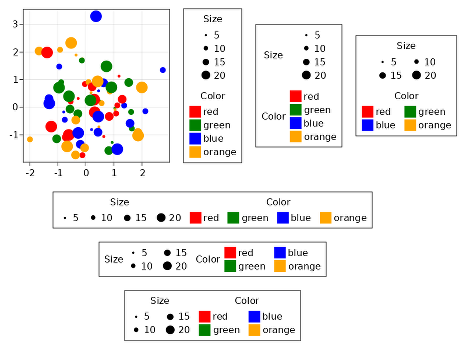 3
2
1
0
-1
-2 -1 0 1 2
Size
5
10
15
20
Color
red
green
blue
orange
Size
5
10
15
20
Color
red
green
blue
orange
Size
5 10
15 20
Color
red green
blue orange
Size Color
5 10 15 20 red green blue orange
Size 5 15 Color red blue
10 20 green orange
Size Color
5 15 red blue
10 20 green orange